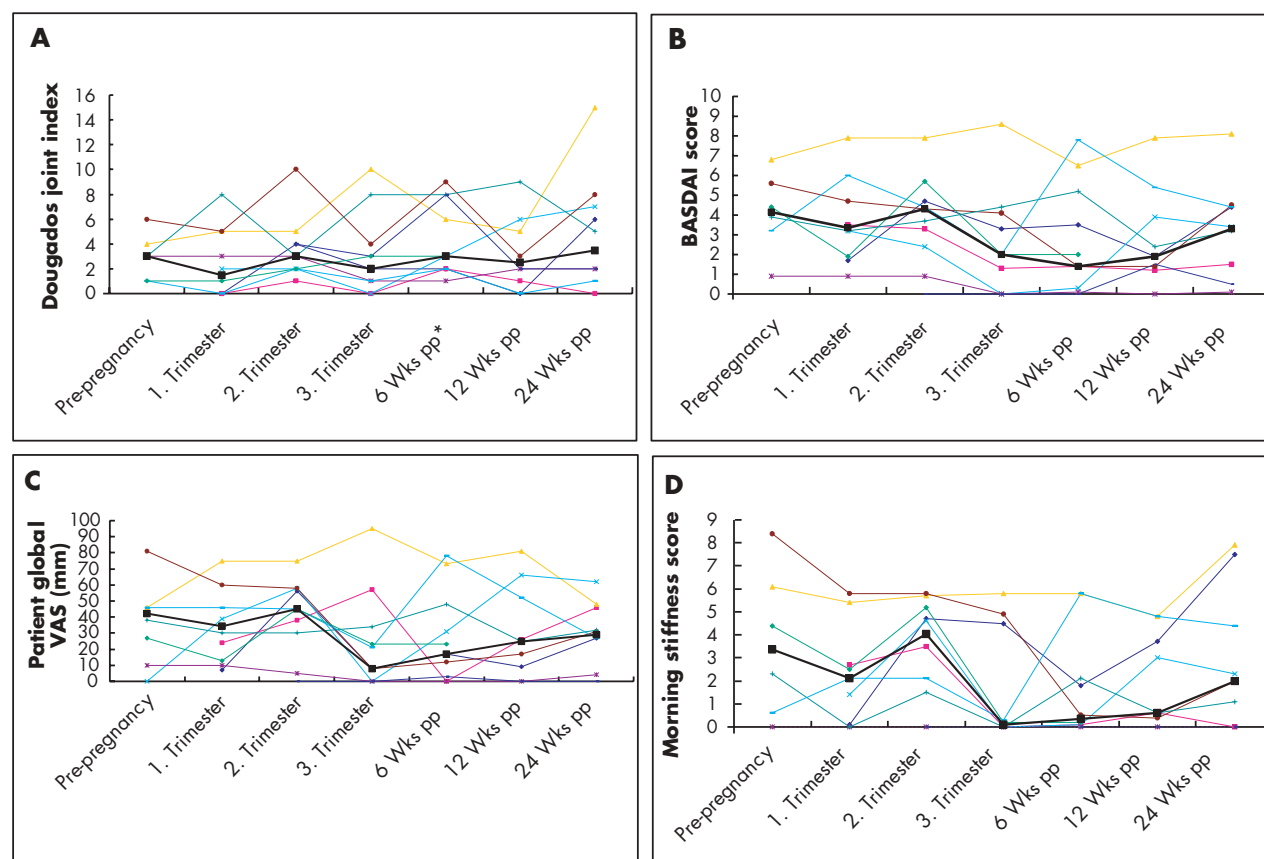 A
Dougados joint index
16
14
12
10
8
6
4
2
0
Pre-pregnancy
1. Trimester
2. Trimester
3. Trimester
6 Wks pp*
12 Wks pp
24 Wks pp
B
BASDAI score
10
9
8
7
6
5
4
3
2
1
0
Pre-pregnancy
1. Trimester
2. Trimester
3. Trimester
6 Wks pp
12 Wks pp
24 Wks pp
C
Patient global
VAS (mm)
100
90
80
70
60
50
40
30
20
10
0
Pre-pregnancy
1. Trimester
2. Trimester
3. Trimester
6 Wks pp
12 Wks pp
24 Wks pp
D
Morning stiffness score
9
8
7
6
5
4
3
2
1
0
Pre-pregnancy
1. Trimester
2. Trimester
3. Trimester
6 Wks pp
12 Wks pp
24 Wks pp